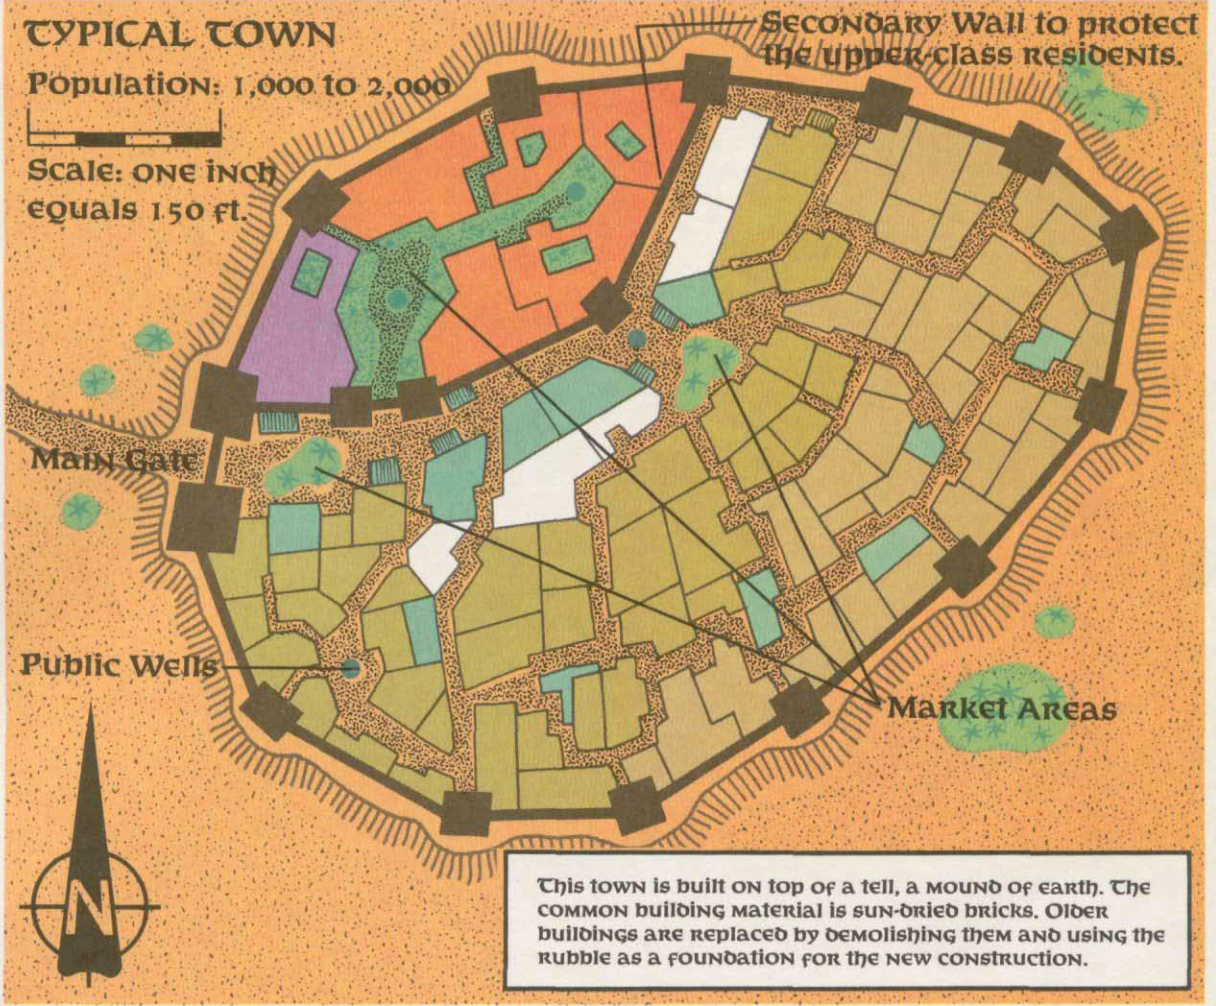 Typical Town
Population: 1,000 to 2,000
Scale: one inch
equals 150 ft.
Secondary Wall to protect
the upper-class residents.
Main Gate
Public Wells
Market Areas
N
This town is built on top of a tell, a mound of earth. The
common building material is sun-dried bricks. Older
buildings are replaced by demolishing them and using the
rubble as a foundation for the new construction.